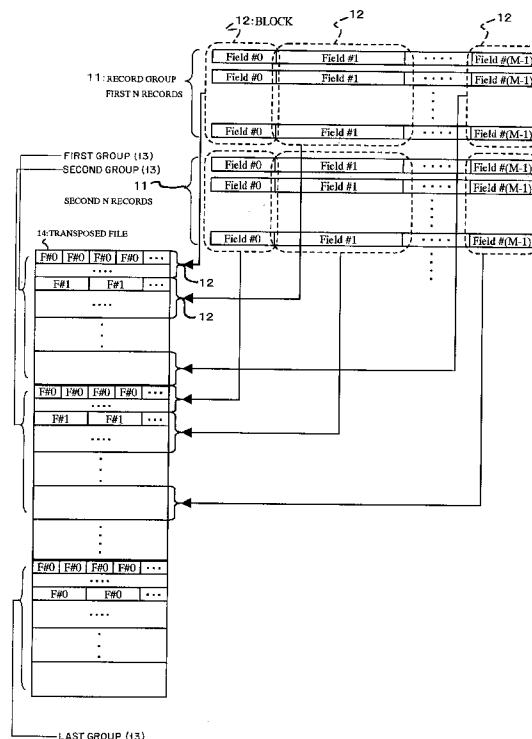 12:BLOCK
12
12
11:RECORD GROUP
FIRST N RECORDS
Field #0 Field #1 ····· Field #(M-1)
Field #0 Field #1 ····· Field #(M-1)
Field #0 Field #1 ····· Field #(M-1)
FIRST GROUP (13)
SECOND GROUP (13)
11
SECOND N RECORDS
Field #0 Field #1 ····· Field #(M-1)
Field #0 Field #1 ····· Field #(M-1)
Field #0 Field #1 ····· Field #(M-1)
14:TRANSPOSED FILE
F#0 F#0 F#0 F#0 ···
····
12
F#1 F#1 ···
····
12
F#0 F#0 F#0 F#0 ···
····
F#1 F#1 ···
····
F#0 F#0 F#0 F#0 ···
····
F#0 F#0 ···
····
LAST GROUP (13)